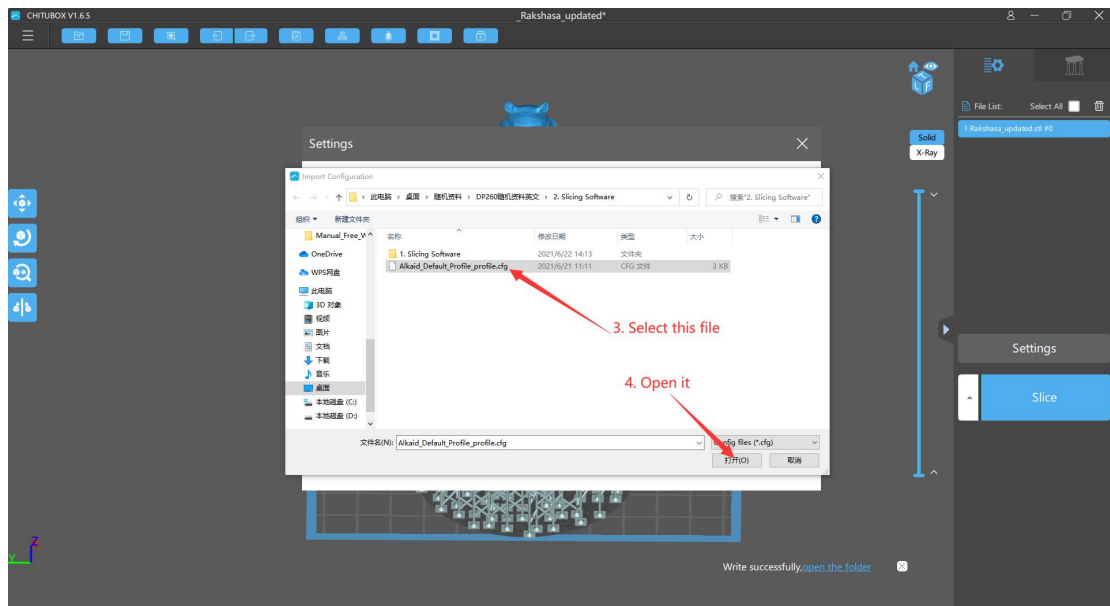 CHITUBOX V1.6.5
_Rakshasa_updated*
File List:
Select All
1.Rakshasa_updated.stl #0
Solid
X-Ray
Settings
Import Configuration
此电脑 › 桌面 › 随机资料 › DP260随机资料英文 › 2. Slicing Software
搜索"2. Slicing Software"
组织
新建文件夹
名称 修改日期 类型 大小
Manual_Free_V
OneDrive
WPS网盘
此电脑
3D 对象
视频
图片
文档
下载
音乐
桌面
本地磁盘 (C:)
本地磁盘 (D:)
1. Slicing Software 2021/6/22 14:13 文件夹
Alkaid_Default_Profile_profile.cfg 2021/6/21 11:11 CFG 文件 3 KB
3. Select this file
4. Open it
文件名(N): Alkaid_Default_Profile_profile.cfg
Config files (*.cfg)
打开(O) 取消
Settings
Slice
Write successfully,open the folder
Z
Y